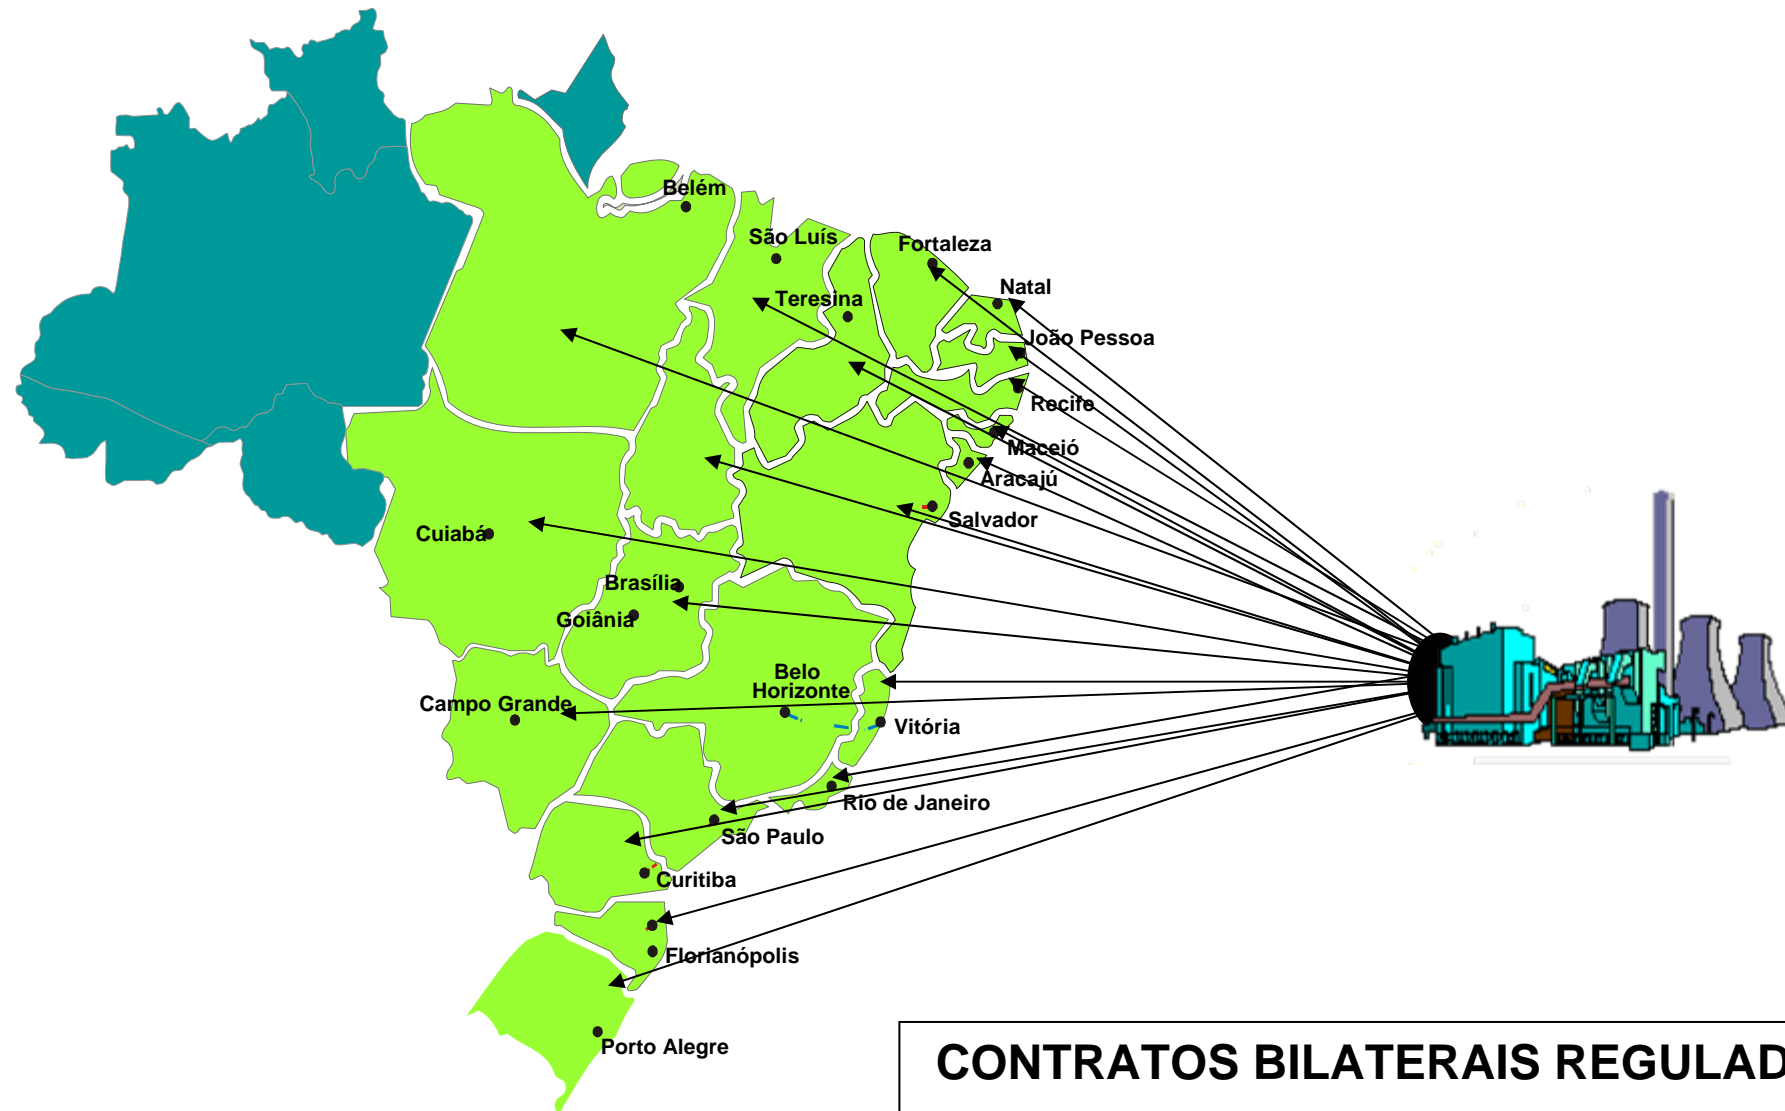 Belém
São Luís
Fortaleza
Teresina
Natal
João Pessoa
Recife
Maceió
Aracajú
Salvador
Cuiabá
Brasília
Goiânia
Belo
Horizonte
Campo Grande
Vitória
Rio de Janeiro
São Paulo
Curitiba
Florianópolis
Porto Alegre
CONTRATOS BILATERAIS REGULAD